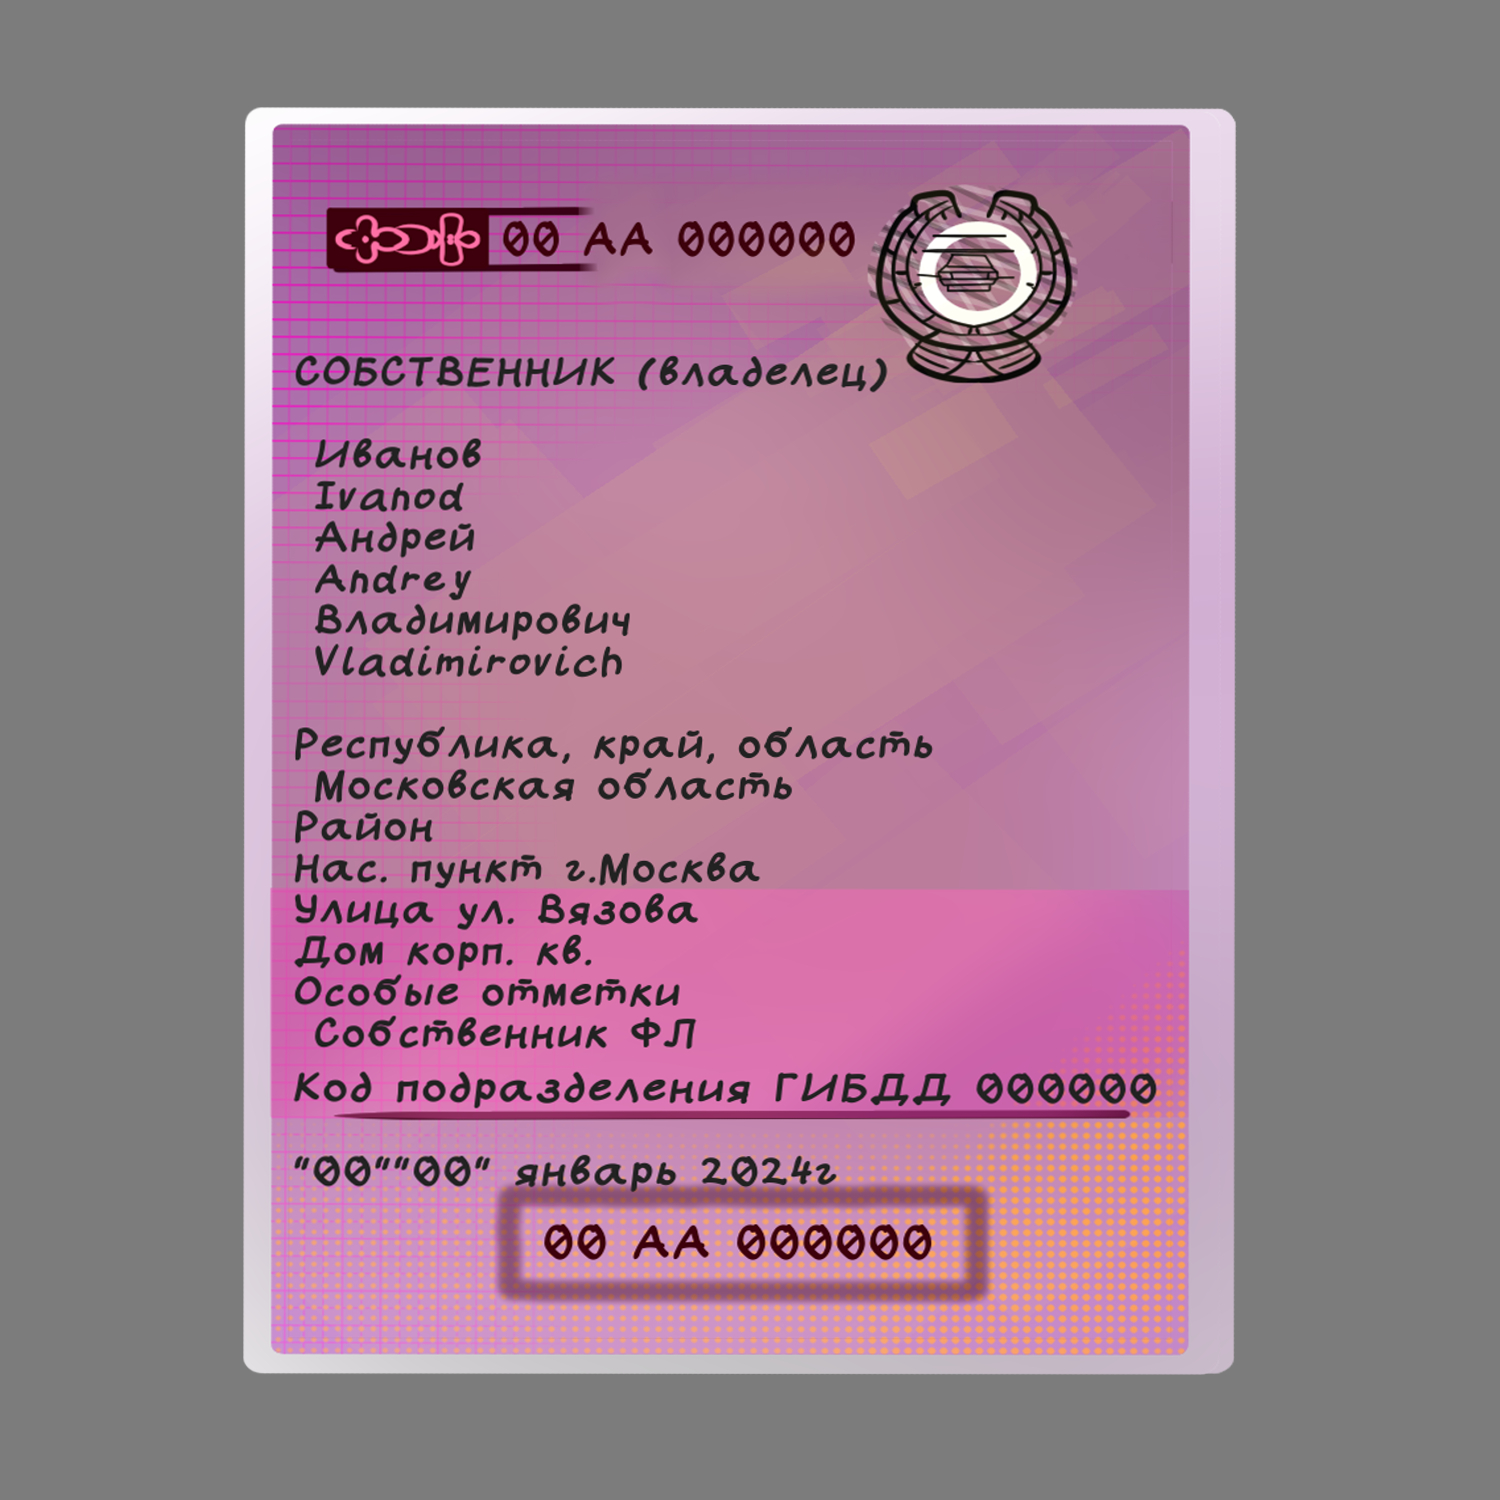 00 АА 000000
СОБСТВЕННИК (владелец)
Иванов
Ivanod
Андрей
Andrey
Владимирович
Vladimirovich
Республика, край, область
Московская область
Район
Нас. пункт г.Москва
Улица ул. Вязова
Дом корп. кв.
Особые отметки
Собственник ФЛ
Код подразделения ГИБДД 000000
"00""00" январь 2024г
00 АА 000000